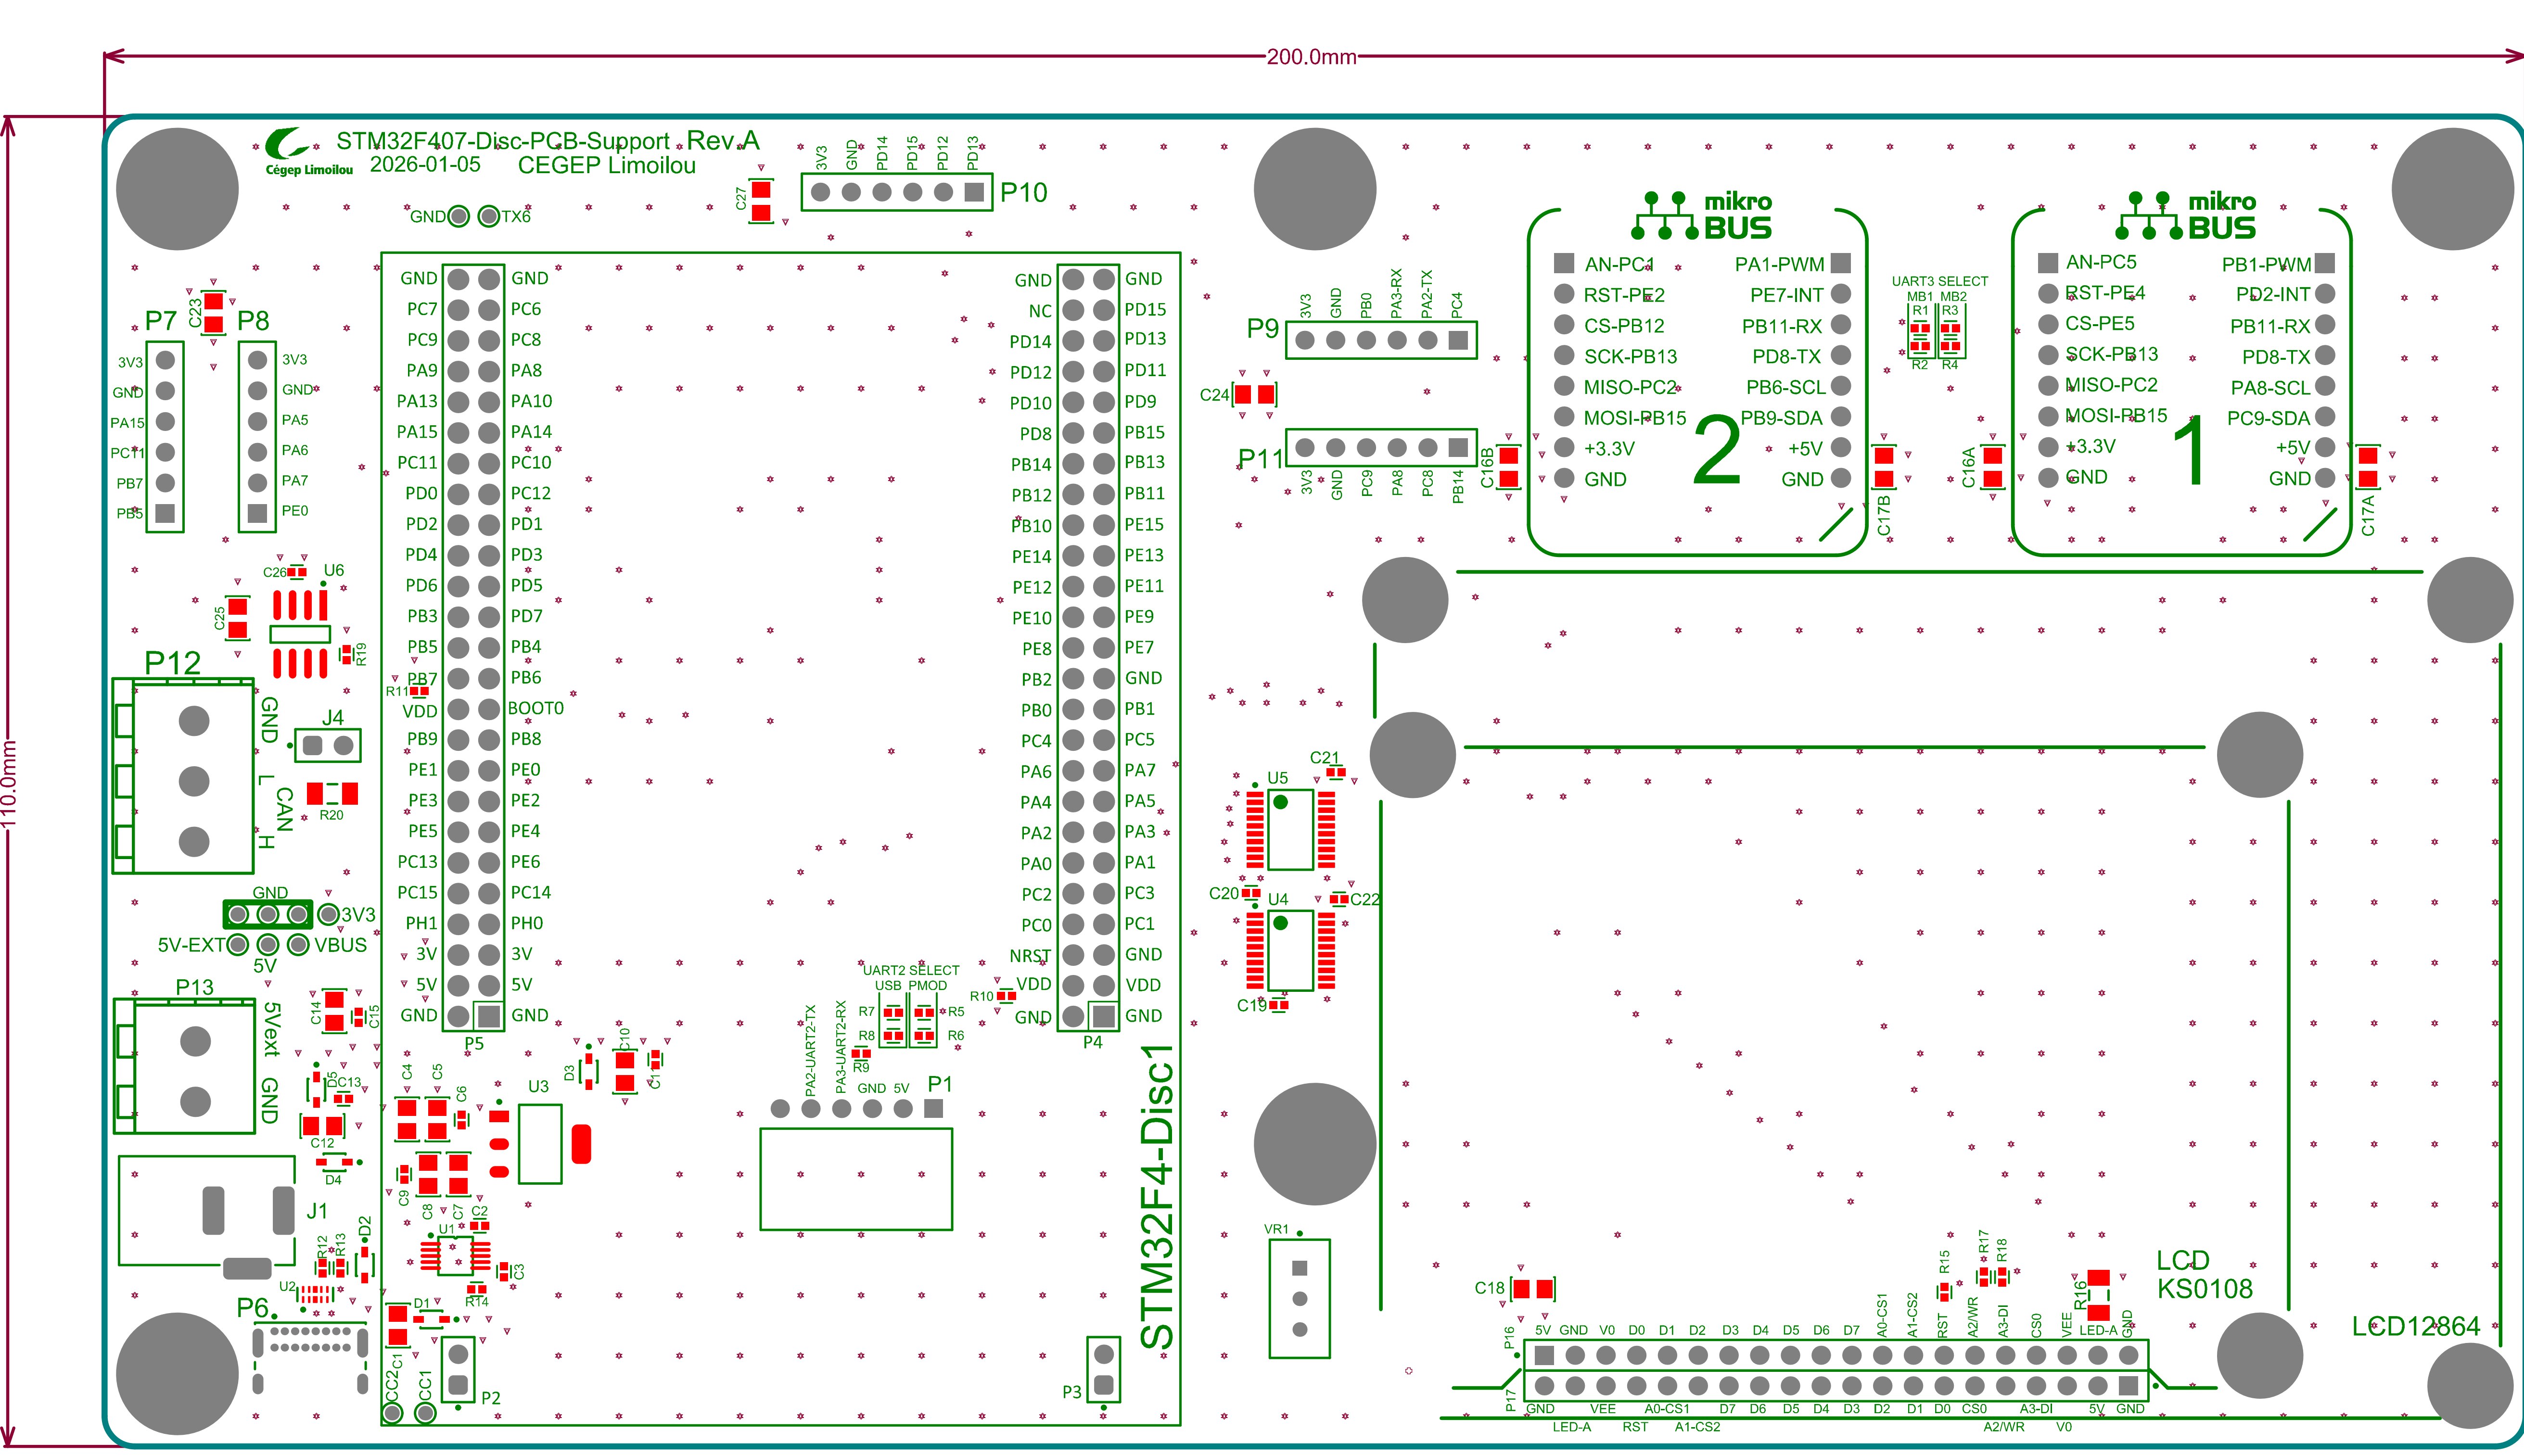 200.0mm
110.0mm
Cégep Limoilou
STM32F407-Disc-PCB-Support Rev.A
2026-01-05 CEGEP Limoilou
GND TX6
C27
3V3 GND PD14 PD15 PD12 PD13
P10
mikro
BUS
AN-PC1 PA1-PWM
RST-PE2 PE7-INT
CS-PB12 PB11-RX
SCK-PB13 PD8-TX
MISO-PC2 PB6-SCL
MOSI-PB15 PB9-SDA
+3.3V +5V
GND GND
2
C16B
C17B
UART3 SELECT
MB1 MB2
R1 R3
R2 R4
mikro
BUS
AN-PC5 PB1-PWM
RST-PE4 PD2-INT
CS-PE5 PB11-RX
SCK-PB13 PD8-TX
MISO-PC2 PA8-SCL
MOSI-PB15 PC9-SDA
+3.3V +5V
GND GND
1
C16A
C17A
P9
3V3 GND PB0 PA3-RX PA2-TX PC4
C24
P11
3V3 GND PC9 PA8 PC8 PB14
C23
P7 P8
3V3 3V3
GND GND
PA15 PA5
PC11 PA6
PB7 PA7
PB5 PE0
C26 U6
C25
R19
P12
GND
L
CAN
H
J4
R20
GND
3V3
5V-EXT VBUS
5V
P13
5Vext
GND
C14 C15
D5 C13
C12
D4
J1
D2
R12 R13
U2
P6
GND GND
PC7 PC6
PC9 PC8
PA9 PA8
PA13 PA10
PA15 PA14
PC11 PC10
PD0 PC12
PD2 PD1
PD4 PD3
PD6 PD5
PB3 PD7
PB5 PB4
PB7 PB6
R11
VDD BOOT0
PB9 PB8
PE1 PE0
PE3 PE2
PE5 PE4
PC13 PE6
PC15 PC14
PH1 PH0
3V 3V
5V 5V
GND GND
P5
GND GND
NC PD15
PD14 PD13
PD12 PD11
PD10 PD9
PD8 PB15
PB14 PB13
PB12 PB11
PB10 PE15
PE14 PE13
PE12 PE11
PE10 PE9
PE8 PE7
PB2 GND
PB0 PB1
PC4 PC5
PA6 PA7
PA4 PA5
PA2 PA3
PA0 PA1
PC2 PC3
PC0 PC1
NRST GND
VDD VDD
GND GND
P4
R10
UART2 SELECT
USB PMOD
R7 R5
R8 R6
R9
PA2-UART2-TX PA3-UART2-RX GND 5V P1
D3 C10 C11
U3
C4 C5 C6
C9 C8 C7 C2
U1
C3
R14
D1
C1
CC2 CC1
P2
P3
STM32F4-Disc1
C21
U5
C20 U4 C22
C19
VR1
C18
R15 R17 R18 R16
LCD
KS0108
LCD12864
P16
5V GND V0 D0 D1 D2 D3 D4 D5 D6 D7 A0-CS1 A1-CS2 RST A2/WR A3-DI CS0 VEE LED-A GND
P17
GND VEE A0-CS1 D7 D6 D5 D4 D3 D2 D1 D0 CS0 A3-DI 5V GND
LED-A RST A1-CS2 A2/WR V0